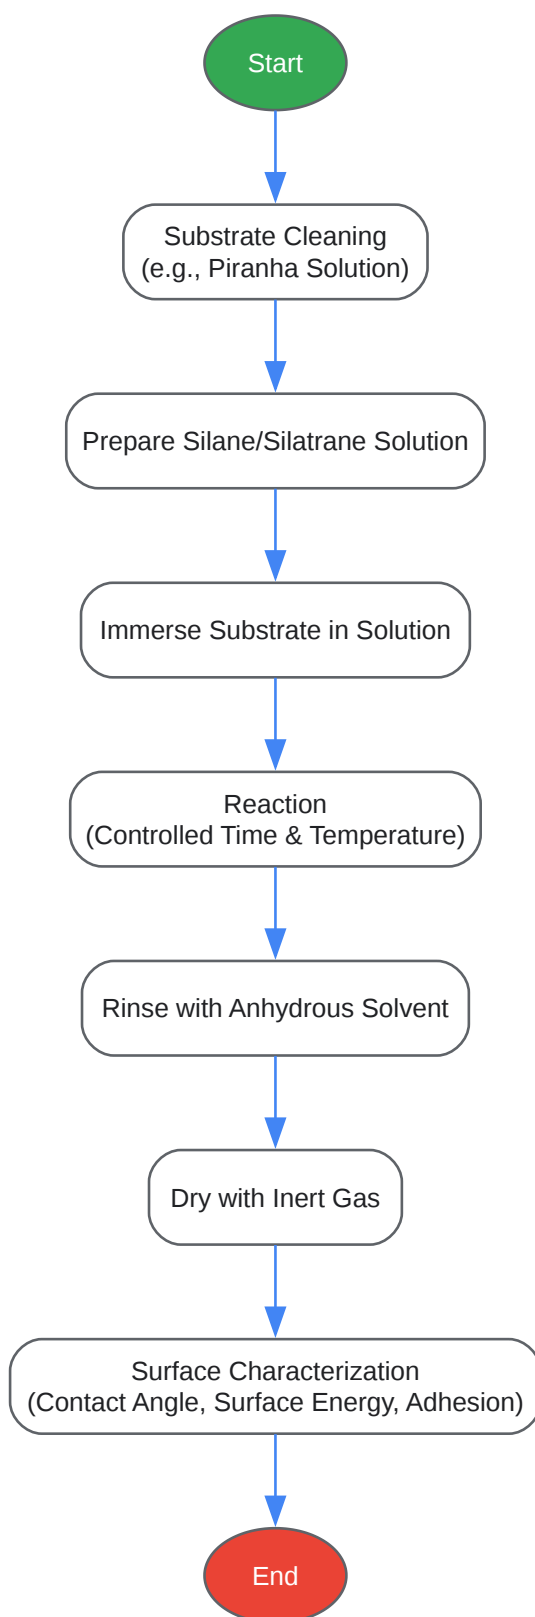 Start
Substrate Cleaning
(e.g., Piranha Solution)
Prepare Silane/Silatrane Solution
Immerse Substrate in Solution
Reaction
(Controlled Time & Temperature)
Rinse with Anhydrous Solvent
Dry with Inert Gas
Surface Characterization
(Contact Angle, Surface Energy, Adhesion)
End